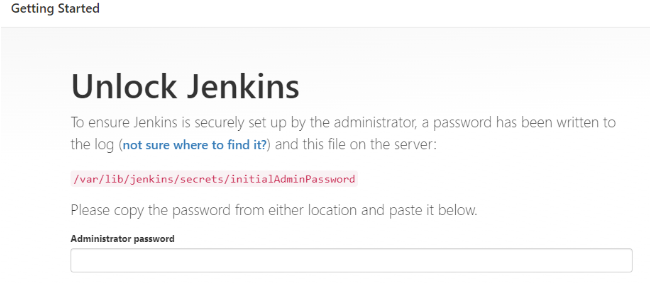 Getting Started
Unlock Jenkins
To ensure Jenkins is securely set up by the administrator, a password has been written to
the log (not sure where to find it?) and this file on the server:
/var/lib/jenkins/secrets/initialAdminPassword
Please copy the password from either location and paste it below.
Administrator password